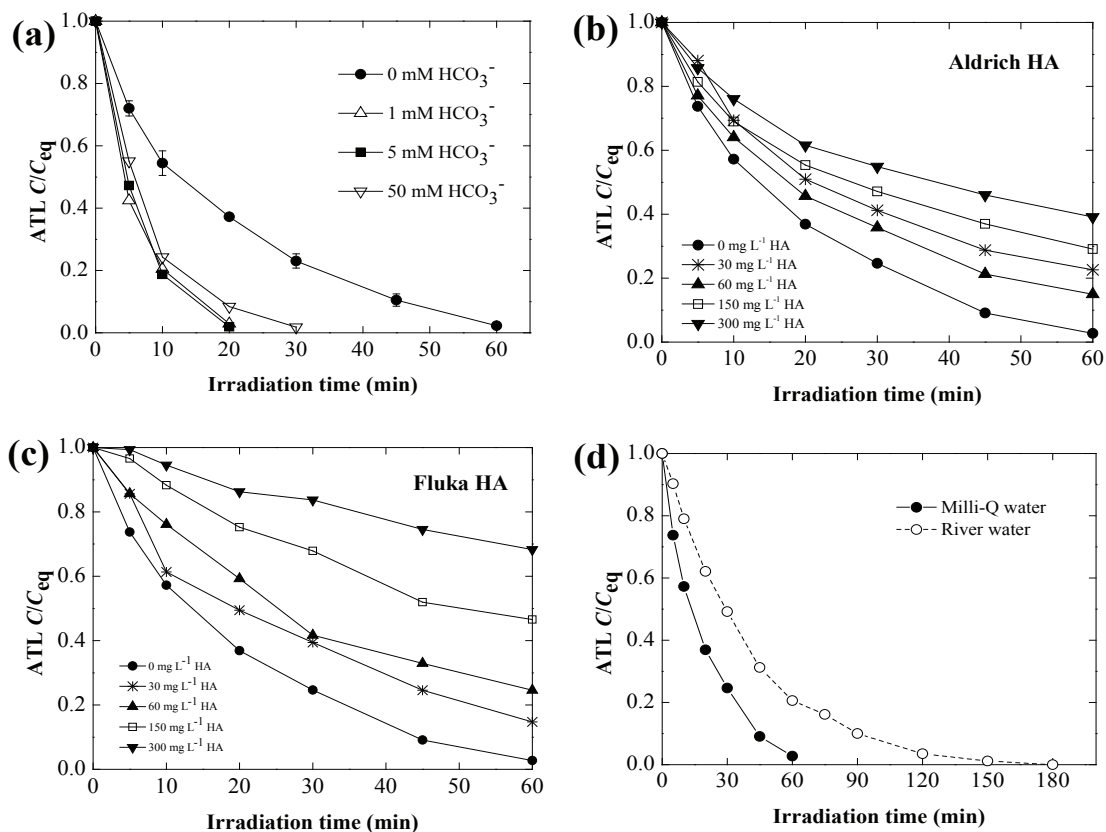 (a)
0 mM HCO₃⁻
1 mM HCO₃⁻
5 mM HCO₃⁻
50 mM HCO₃⁻
ATL C/Ceq
1.0
0.8
0.6
0.4
0.2
0.0
0 10 20 30 40 50 60
Irradiation time (min)
(b)
Aldrich HA
0 mg L⁻¹ HA
30 mg L⁻¹ HA
60 mg L⁻¹ HA
150 mg L⁻¹ HA
300 mg L⁻¹ HA
ATL C/Ceq
1.0
0.8
0.6
0.4
0.2
0.0
0 10 20 30 40 50 60
Irradiation time (min)
(c)
Fluka HA
0 mg L⁻¹ HA
30 mg L⁻¹ HA
60 mg L⁻¹ HA
150 mg L⁻¹ HA
300 mg L⁻¹ HA
ATL C/Ceq
1.0
0.8
0.6
0.4
0.2
0.0
0 10 20 30 40 50 60
Irradiation time (min)
(d)
Milli-Q water
River water
ATL C/Ceq
1.0
0.8
0.6
0.4
0.2
0.0
0 30 60 90 120 150 180
Irradiation time (min)